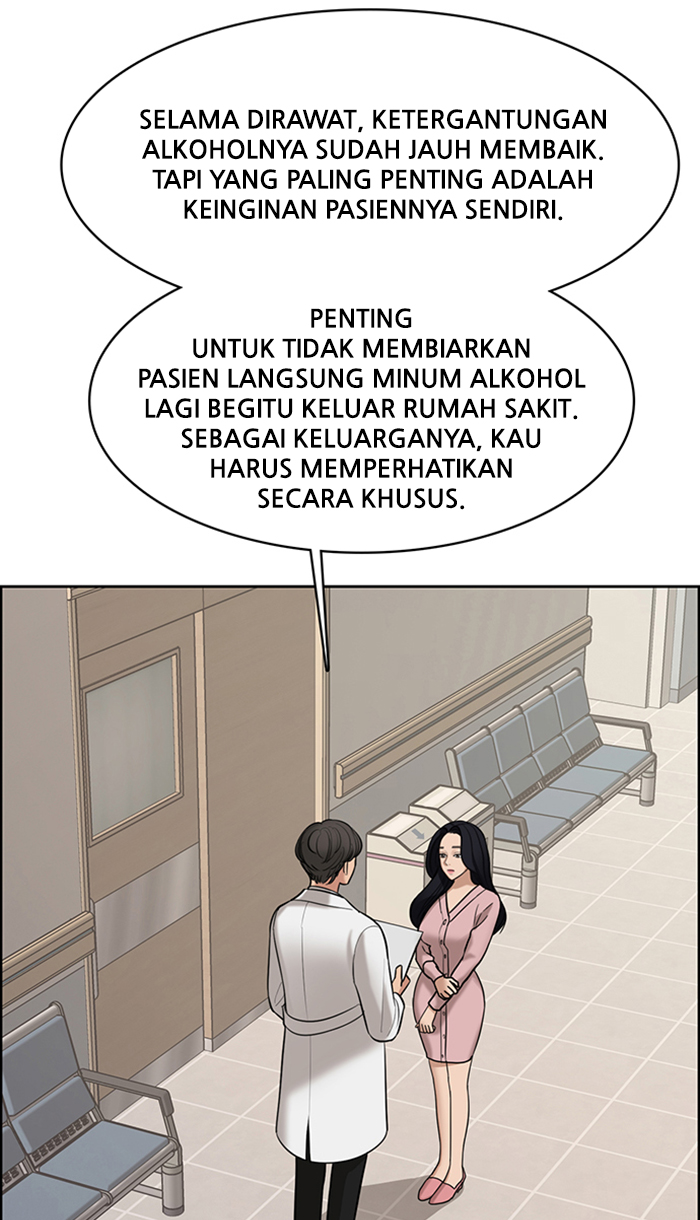 SELAMA DIRAWAT, KETERGANTUNGAN
ALKOHOLNYA SUDAH JAUH MEMBAIK.
TAPI YANG PALING PENTING ADALAH
KEINGINAN PASIENNYA SENDIRI.
PENTING
UNTUK TIDAK MEMBIARKAN
PASIEN LANGSUNG MINUM ALKOHOL
LAGI BEGITU KELUAR RUMAH SAKIT.
SEBAGAI KELUARGANYA, KAU
HARUS MEMPERHATIKAN
SECARA KHUSUS.